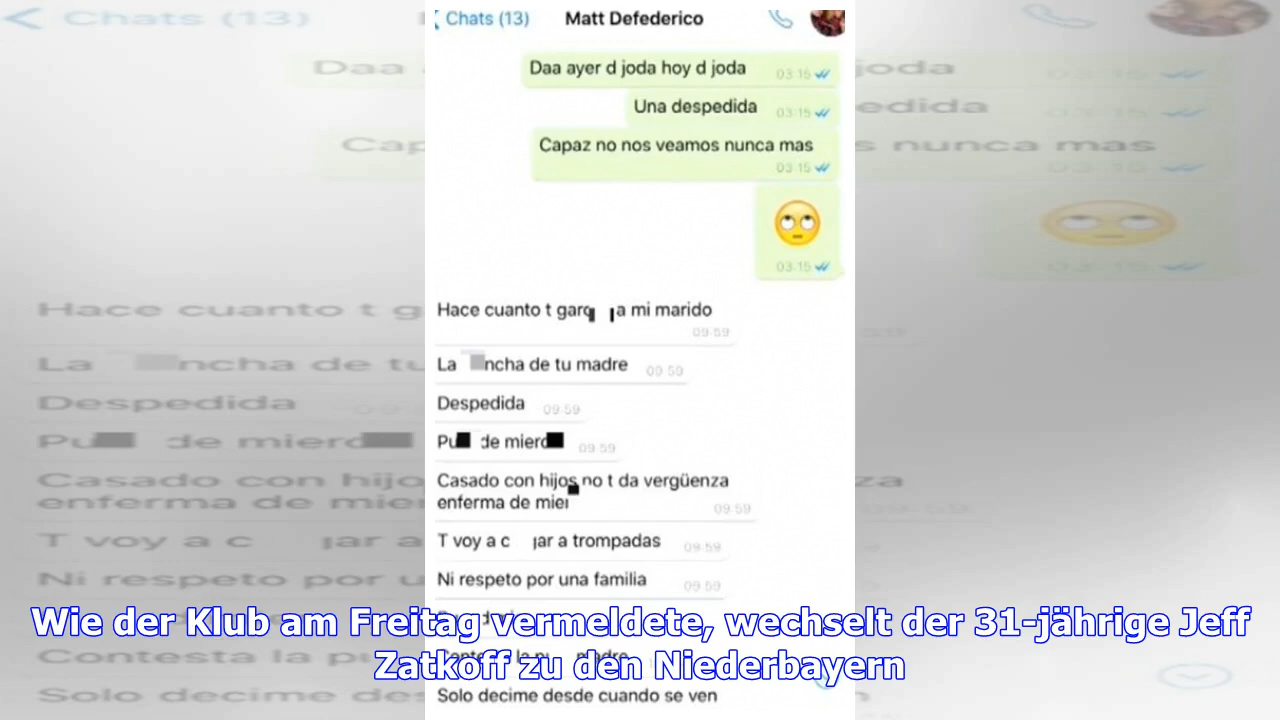 Chats (13)
Matt Defederico
Daa ayer d joda hoy d joda
03:15
Una despedida
03:15
Capaz no nos veamos nunca mas
03:15
03:15
Hace cuanto t garq a mi marido
09:59
La ncha de tu madre
09:59
Despedida
09:59
Pu de mierd
09:59
Casado con hijos no t da vergüenza
enferma de mier
09:59
T voy a c jar a trompadas
09:59
Ni respeto por una familia
09:59
Wie der Klub am Freitag vermeldete, wechselt der 31-jährige Jeff
Zatkoff zu den Niederbayern
Solo decime desde cuando se ven